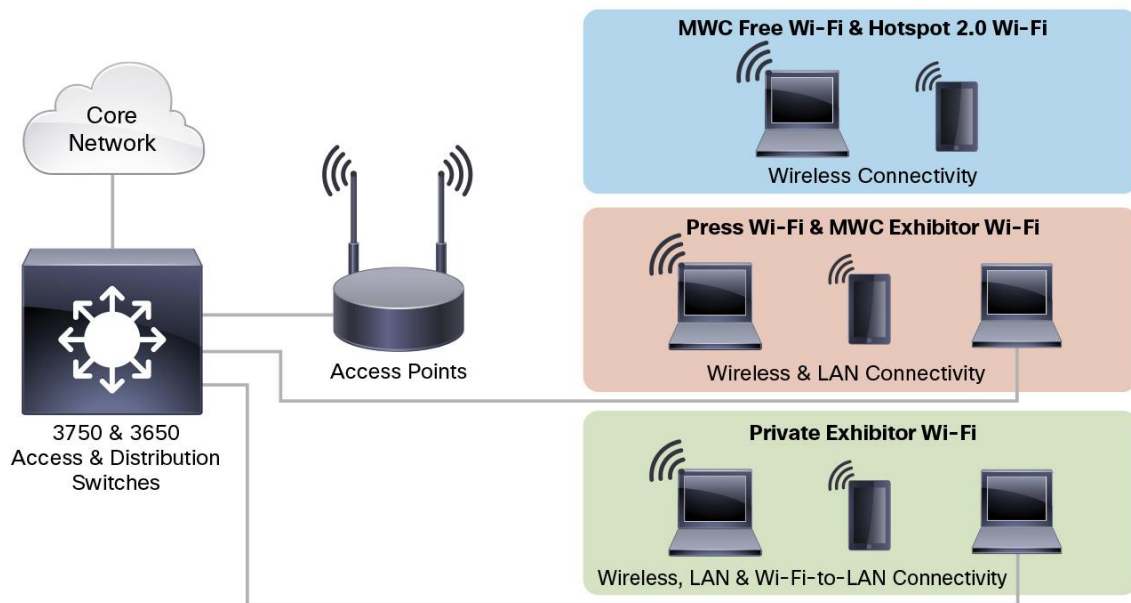 Core
Network
3750 & 3650
Access & Distribution
Switches
Access Points
MWC Free Wi-Fi & Hotspot 2.0 Wi-Fi
Wireless Connectivity
Press Wi-Fi & MWC Exhibitor Wi-Fi
Wireless & LAN Connectivity
Private Exhibitor Wi-Fi
Wireless, LAN & Wi-Fi-to-LAN Connectivity